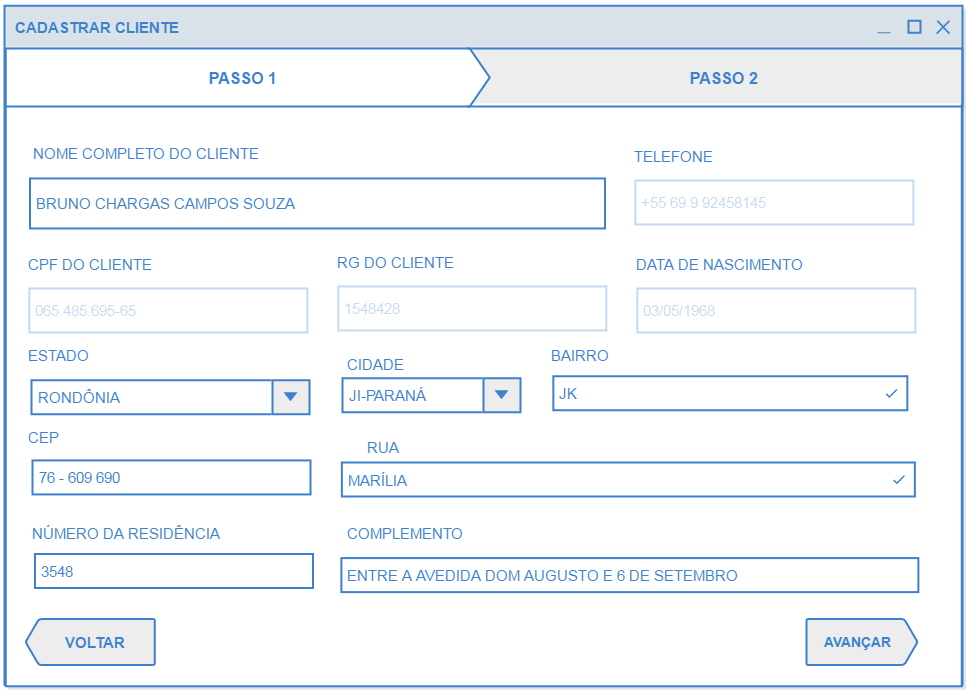 CADASTRAR CLIENTE
PASSO 1
PASSO 2
NOME COMPLETO DO CLIENTE
TELEFONE
BRUNO CHARGAS CAMPOS SOUZA
+55 69 9 92458145
CPF DO CLIENTE
RG DO CLIENTE
DATA DE NASCIMENTO
065.485.695-65
1548428
03/05/1968
ESTADO
CIDADE
BAIRRO
RONDÔNIA
JI-PARANÁ
JK
CEP
RUA
76 - 609 690
MARÍLIA
NÚMERO DA RESIDÊNCIA
COMPLEMENTO
3548
ENTRE A AVEDIDA DOM AUGUSTO E 6 DE SETEMBRO
VOLTAR
AVANÇAR